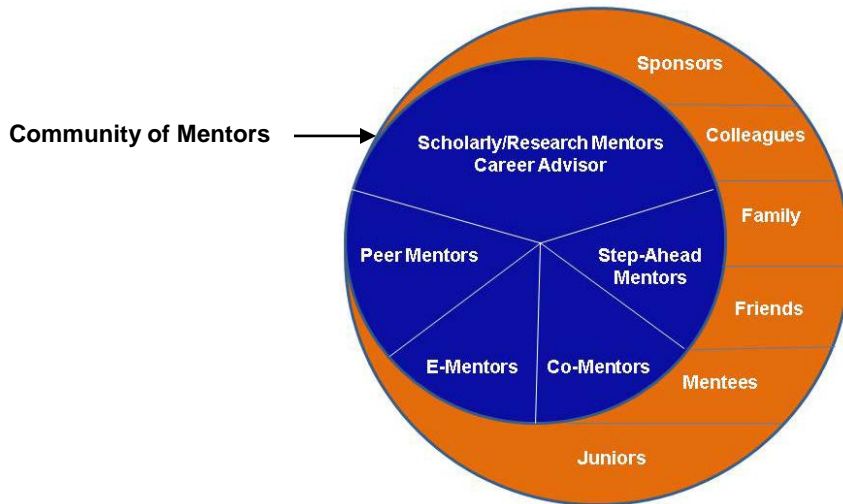 Sponsors
Colleagues
Community of Mentors
Scholarly/Research Mentors
Career Advisor
Family
Peer Mentors
Step-Ahead
Mentors
Friends
E-Mentors
Co-Mentors
Mentees
Juniors